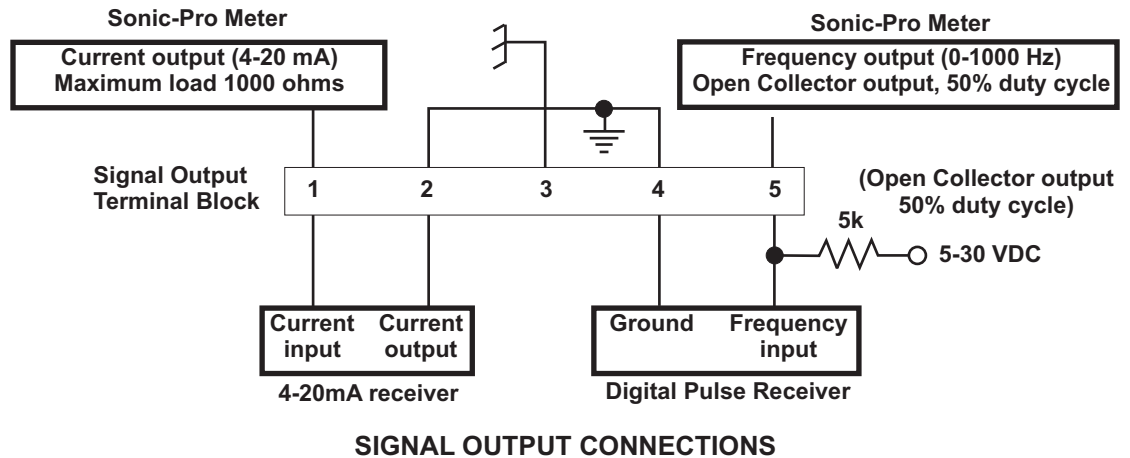 Sonic-Pro Meter
Current output (4-20 mA)
Maximum load 1000 ohms
Sonic-Pro Meter
Frequency output (0-1000 Hz)
Open Collector output, 50% duty cycle
Signal Output
Terminal Block
1 2 3 4 5
(Open Collector output
50% duty cycle)
5k
5-30 VDC
Current
input
Current
output
4-20mA receiver
Ground
Frequency
input
Digital Pulse Receiver
SIGNAL OUTPUT CONNECTIONS